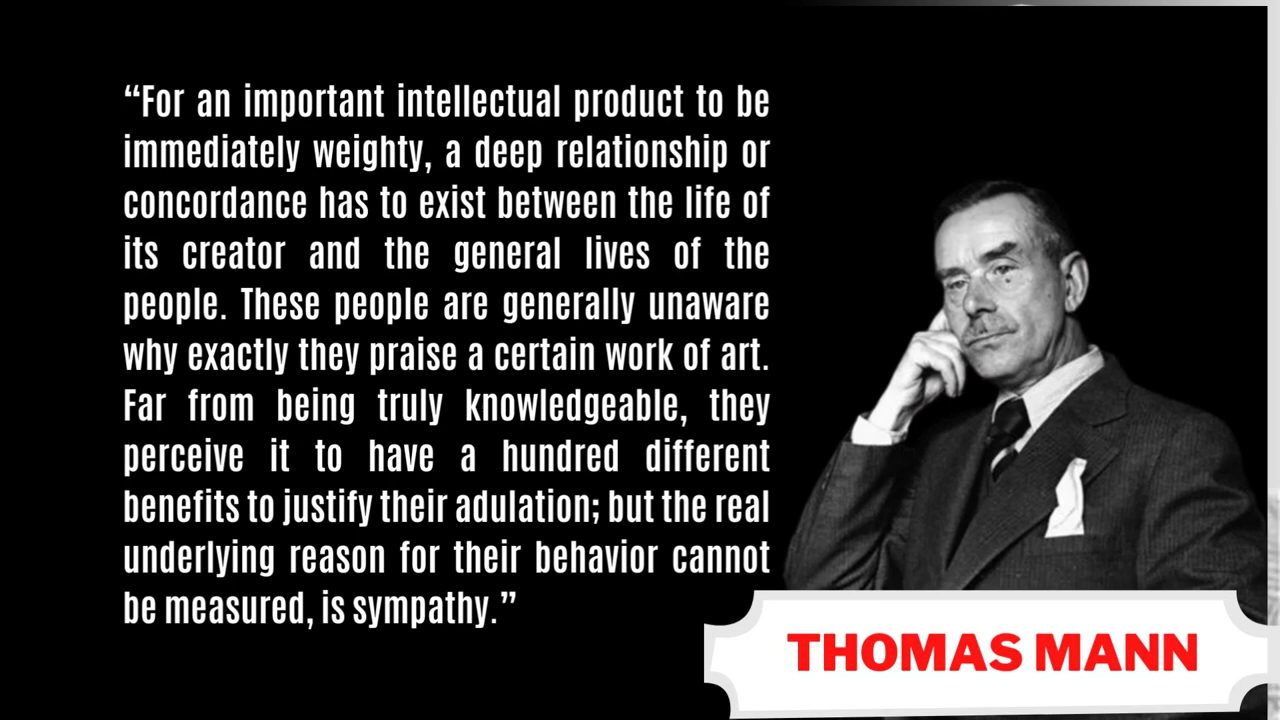 “For an important intellectual product to be
immediately weighty, a deep relationship or
concordance has to exist between the life of
its creator and the general lives of the
people. These people are generally unaware
why exactly they praise a certain work of art.
Far from being truly knowledgeable, they
perceive it to have a hundred different
benefits to justify their adulation; but the real
underlying reason for their behavior cannot
be measured, is sympathy.”
THOMAS MANN